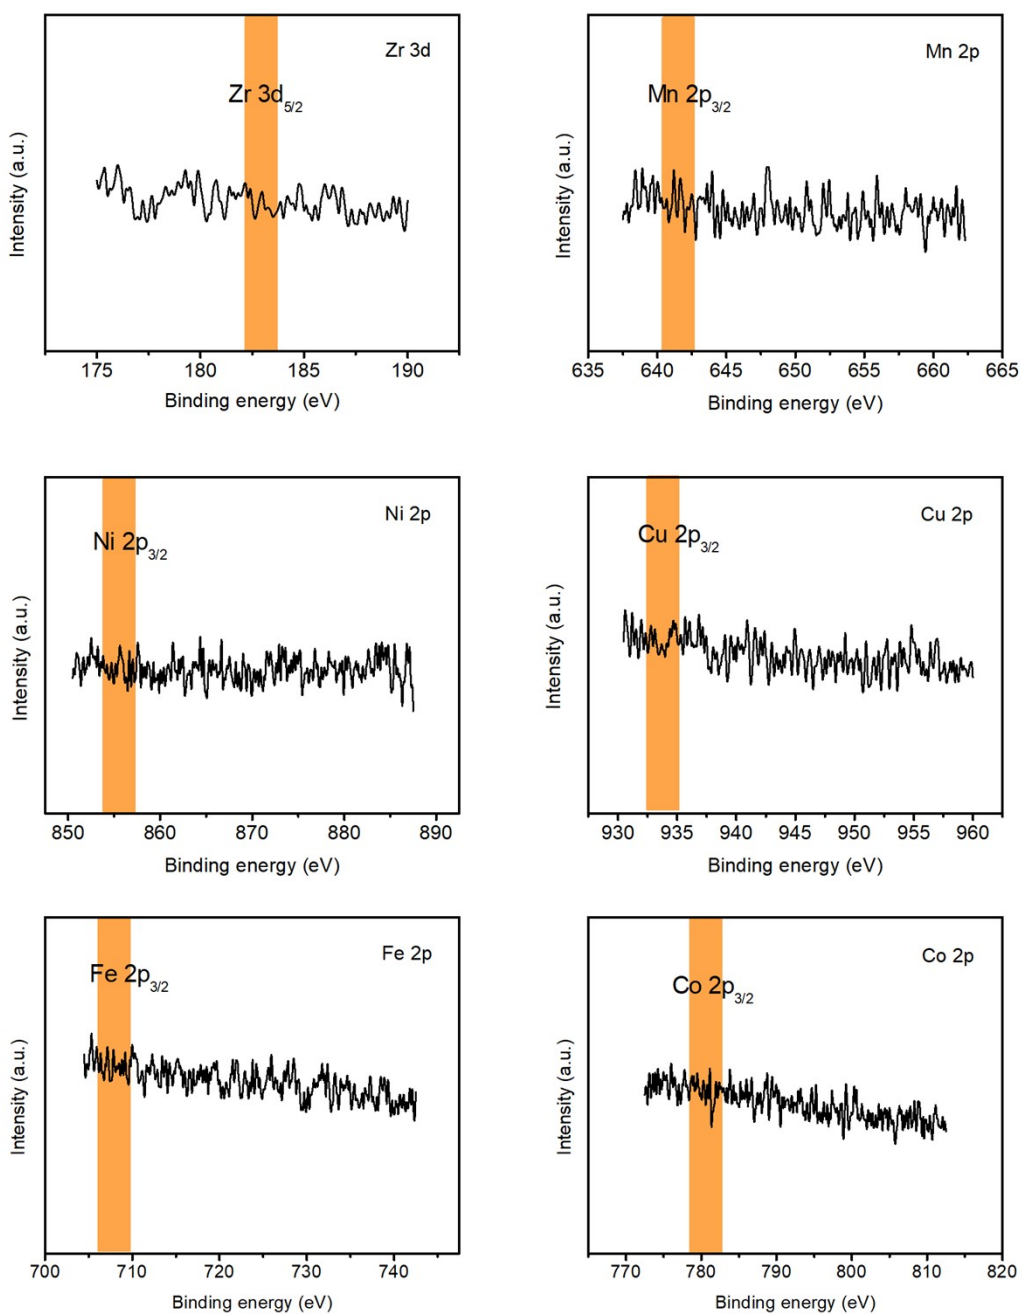 Zr 3d
Zr 3d5/2
Intensity (a.u.)
175 180 185 190
Binding energy (eV)
Mn 2p
Mn 2p3/2
Intensity (a.u.)
635 640 645 650 655 660 665
Binding energy (eV)
Ni 2p
Ni 2p3/2
Intensity (a.u.)
850 860 870 880 890
Binding energy (eV)
Cu 2p
Cu 2p3/2
Intensity (a.u.)
930 935 940 945 950 955 960
Binding energy (eV)
Fe 2p
Fe 2p3/2
Intensity (a.u.)
700 710 720 730 740
Binding energy (eV)
Co 2p
Co 2p3/2
Intensity (a.u.)
770 780 790 800 810 820
Binding energy (eV)